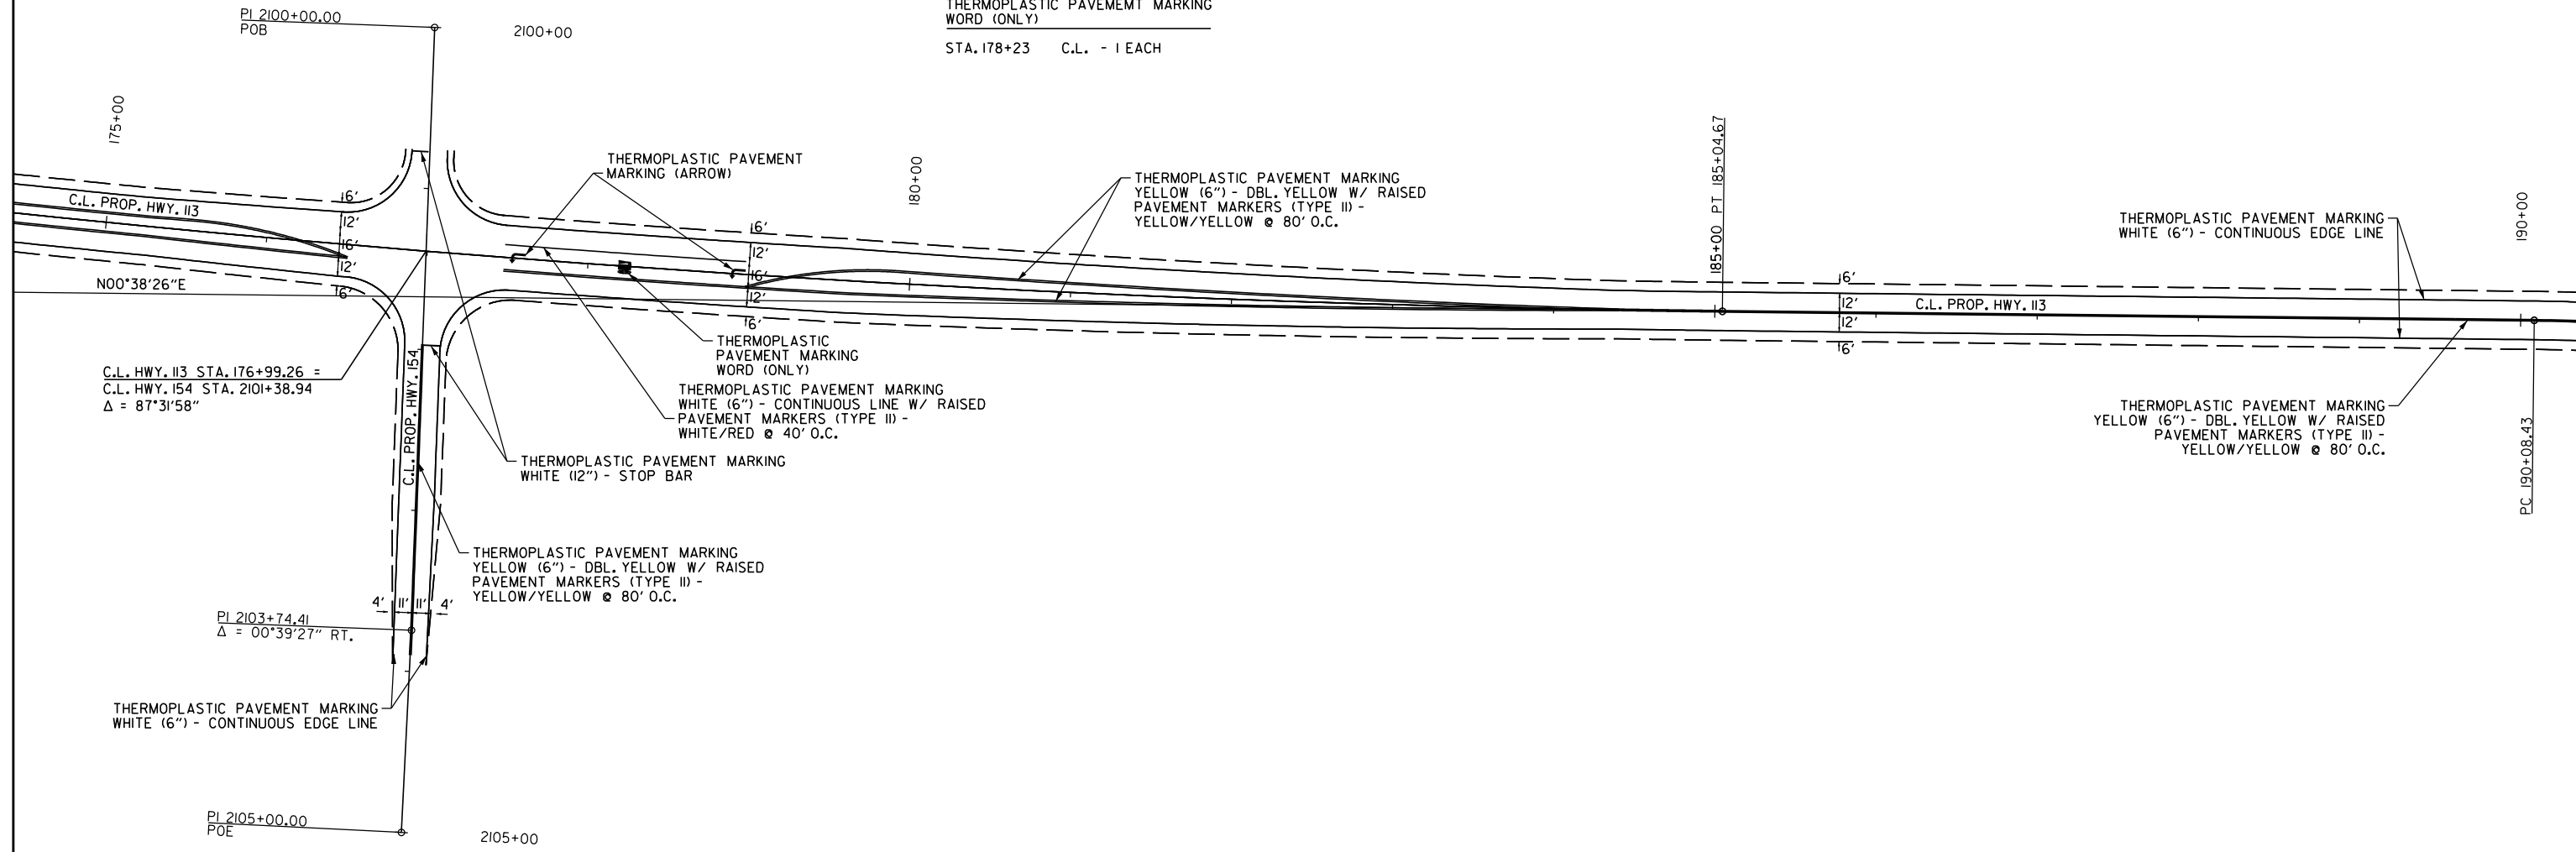 THERMOPLASTIC PAVEMENT MARKING
WORD (ONLY)
STA. 178+23 C.L. - 1 EACH
PI 2100+00.00
POB
2100+00
175+00
180+00
185+00
PT 185+04.67
190+00
THERMOPLASTIC PAVEMENT
MARKING (ARROW)
THERMOPLASTIC PAVEMENT MARKING
YELLOW (6") - DBL. YELLOW W/ RAISED
PAVEMENT MARKERS (TYPE II) -
YELLOW/YELLOW @ 80' O.C.
THERMOPLASTIC PAVEMENT MARKING
WHITE (6") - CONTINUOUS EDGE LINE
C.L. PROP. HWY. 113
6'
12'
16'
12'
6'
6'
12'
16'
12'
6'
6'
12'
12'
6'
C.L. PROP. HWY. 113
N00°38'26"E
THERMOPLASTIC
PAVEMENT MARKING
WORD (ONLY)
C.L. HWY. 113 STA. 176+99.26 =
C.L. HWY. 154 STA. 2101+38.94
Δ = 87°31'58"
C.L. PROP. HWY. 154
THERMOPLASTIC PAVEMENT MARKING
WHITE (6") - CONTINUOUS LINE W/ RAISED
PAVEMENT MARKERS (TYPE II) -
WHITE/RED @ 40' O.C.
THERMOPLASTIC PAVEMENT MARKING
YELLOW (6") - DBL. YELLOW W/ RAISED
PAVEMENT MARKERS (TYPE II) -
YELLOW/YELLOW @ 80' O.C.
PC 190+08.43
THERMOPLASTIC PAVEMENT MARKING
WHITE (12") - STOP BAR
THERMOPLASTIC PAVEMENT MARKING
YELLOW (6") - DBL. YELLOW W/ RAISED
PAVEMENT MARKERS (TYPE II) -
YELLOW/YELLOW @ 80' O.C.
4' 11' 11' 4'
PI 2103+74.41
Δ = 00°39'27" RT.
THERMOPLASTIC PAVEMENT MARKING
WHITE (6") - CONTINUOUS EDGE LINE
PI 2105+00.00
POE
2105+00